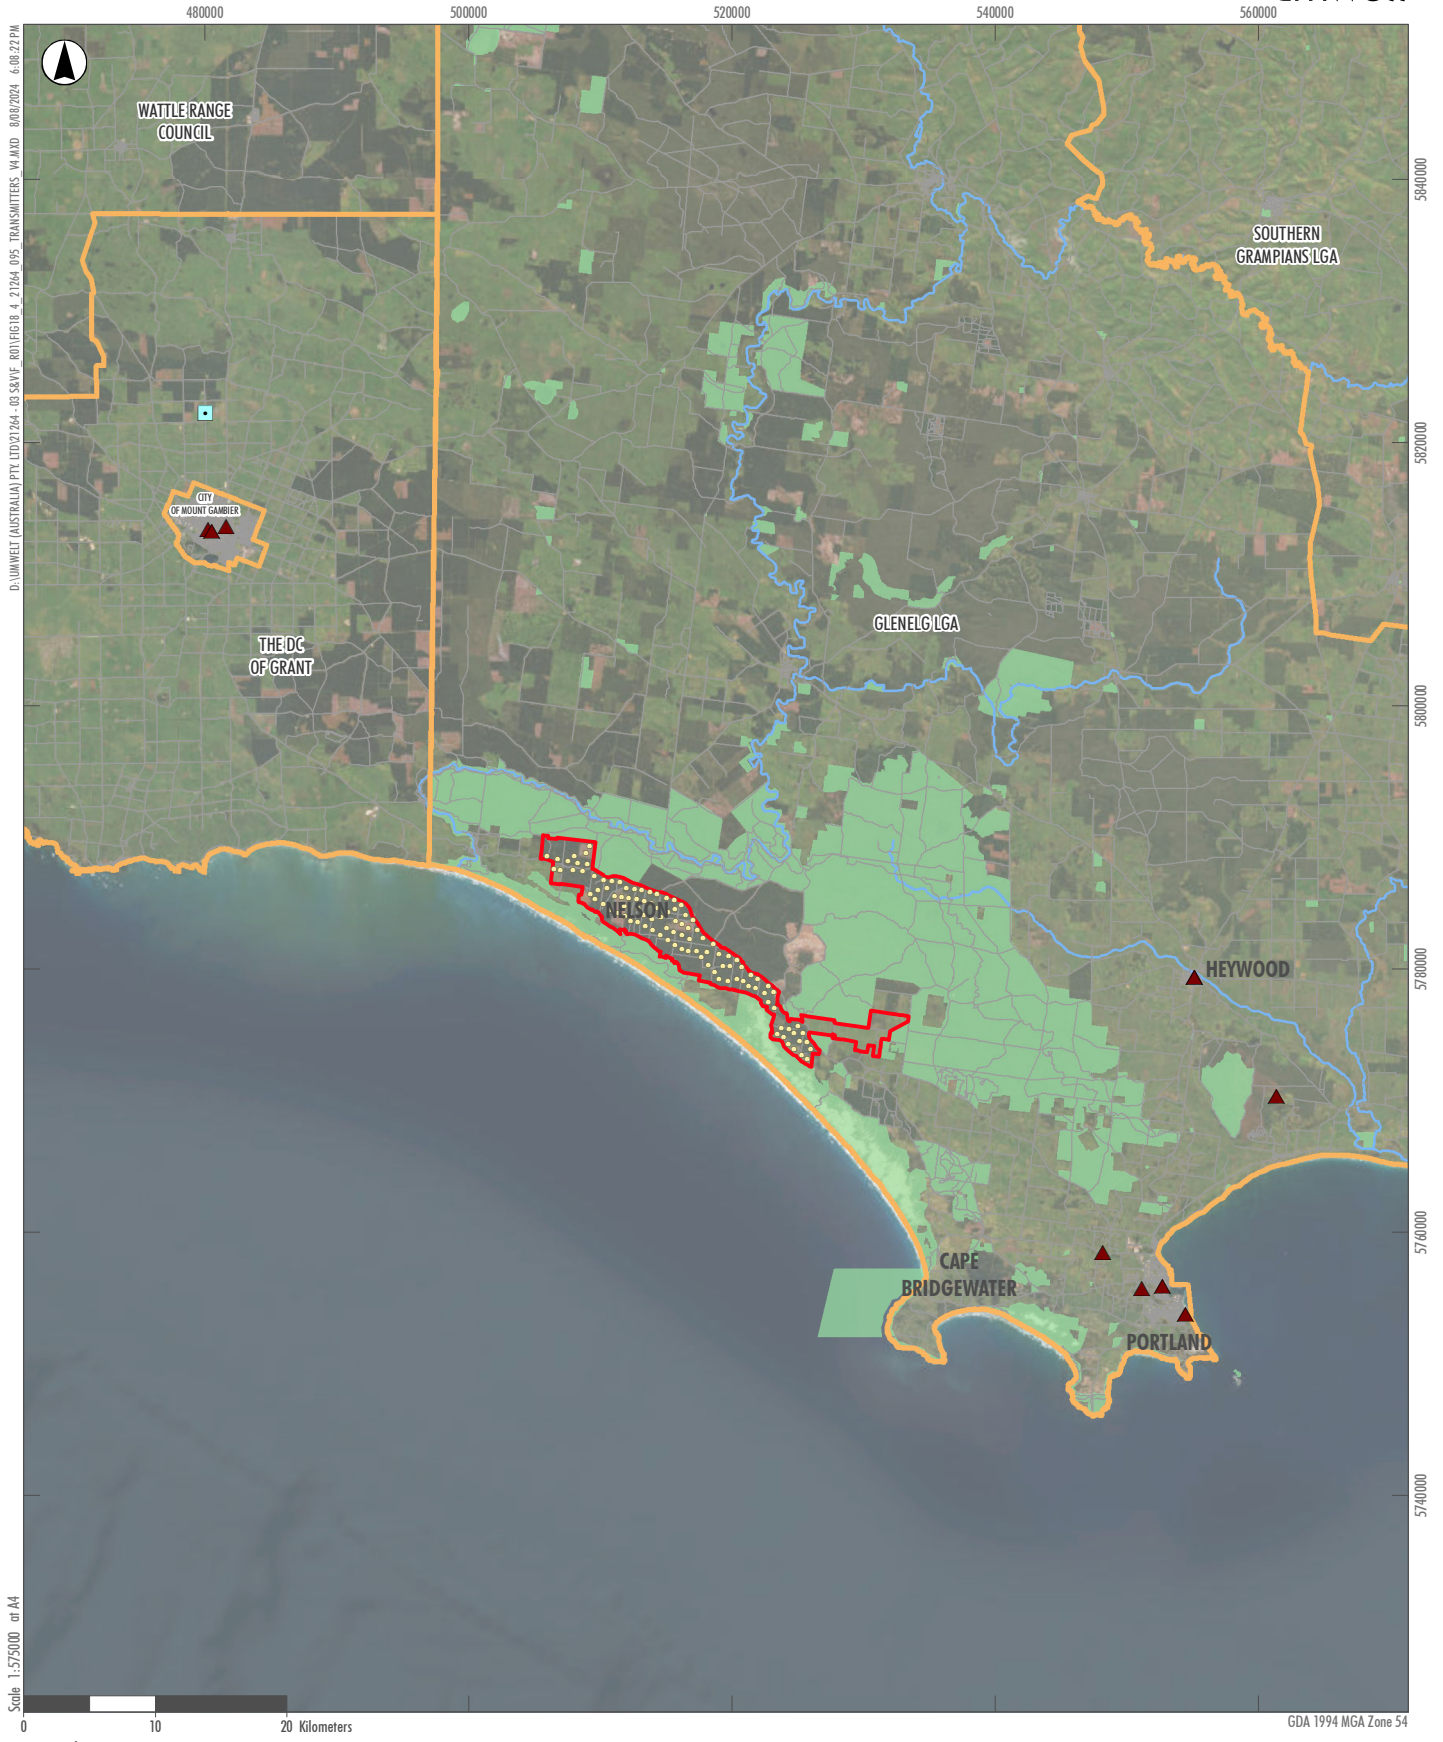 480000
500000
520000
540000
560000
D:\UMWELT (AUSTRALIA) PTY. LTD\21264 - 03 S&V\F_R01\FIG18_4_21264_095_TRANSMITTERS_V4.MXD 8/08/2024 6:08:22 PM
WATTLE RANGE
COUNCIL
5840000
SOUTHERN
GRAMPIANS LGA
5820000
CITY
OF MOUNT GAMBIER
GLENELG LGA
THE DC
OF GRANT
5800000
NELSON
HEYWOOD
5780000
5760000
CAPE
BRIDGEWATER
PORTLAND
5740000
Scale 1:575000 at A4
0
10
20 Kilometers
GDA 1994 MGA Zone 54